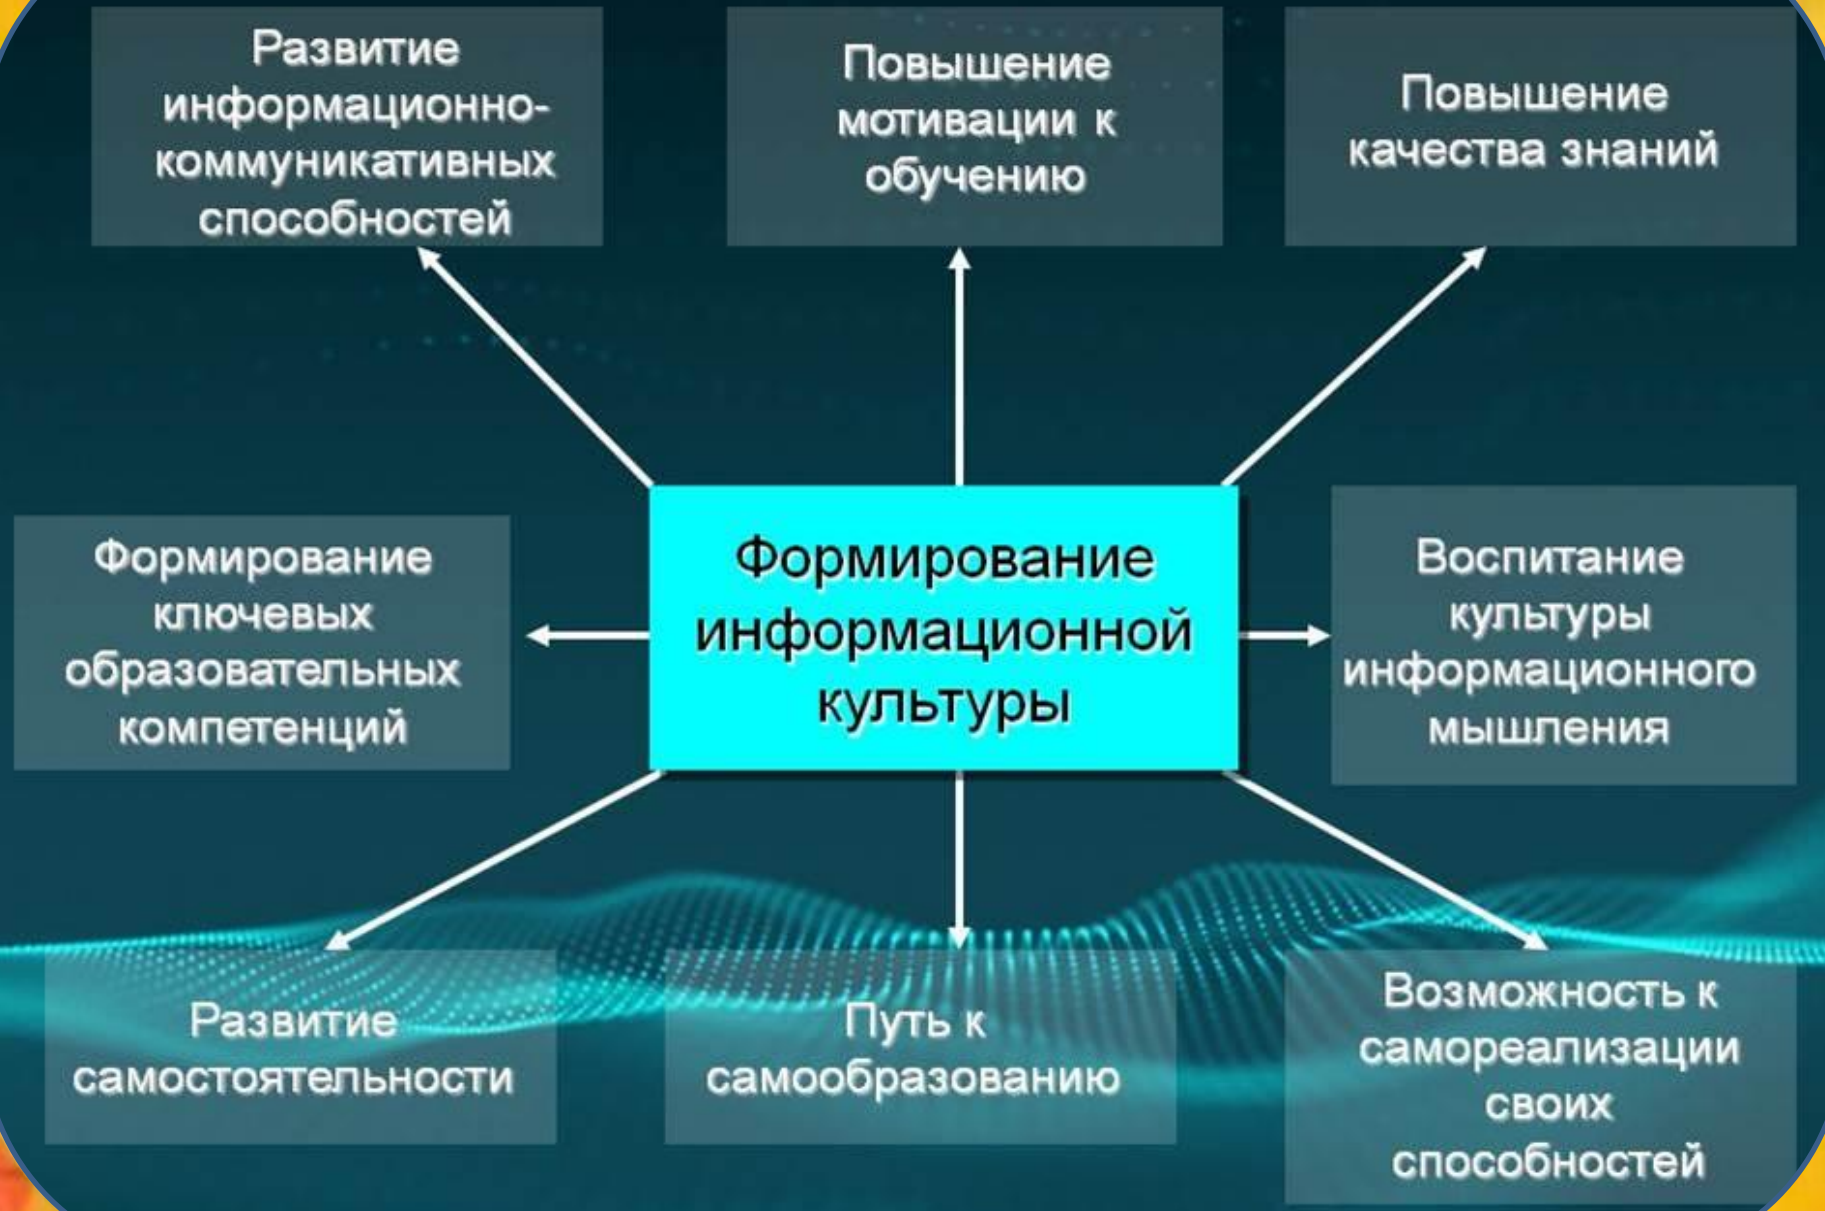 Развитие
информационно-
коммуникативных
способностей
Повышение
мотивации к
обучению
Повышение
качества знаний
Формирование
ключевых
образовательных
компетенций
Формирование
информационной
культуры
Воспитание
культуры
информационного
мышления
Развитие
самостоятельности
Путь к
самообразованию
Возможность к
самореализации
своих
способностей